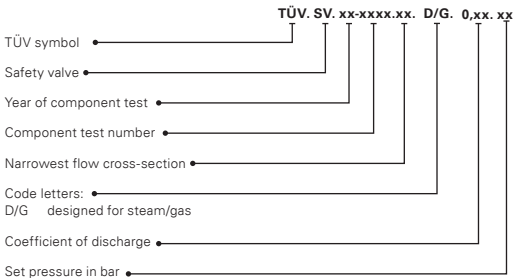 TÜV. SV. xx-xxxx.xx. D/G. 0,xx. xx
TÜV symbol
Safety valve
Year of component test
Component test number
Narrowest flow cross-section
Code letters:
D/G designed for steam/gas
Coefficient of discharge
Set pressure in bar